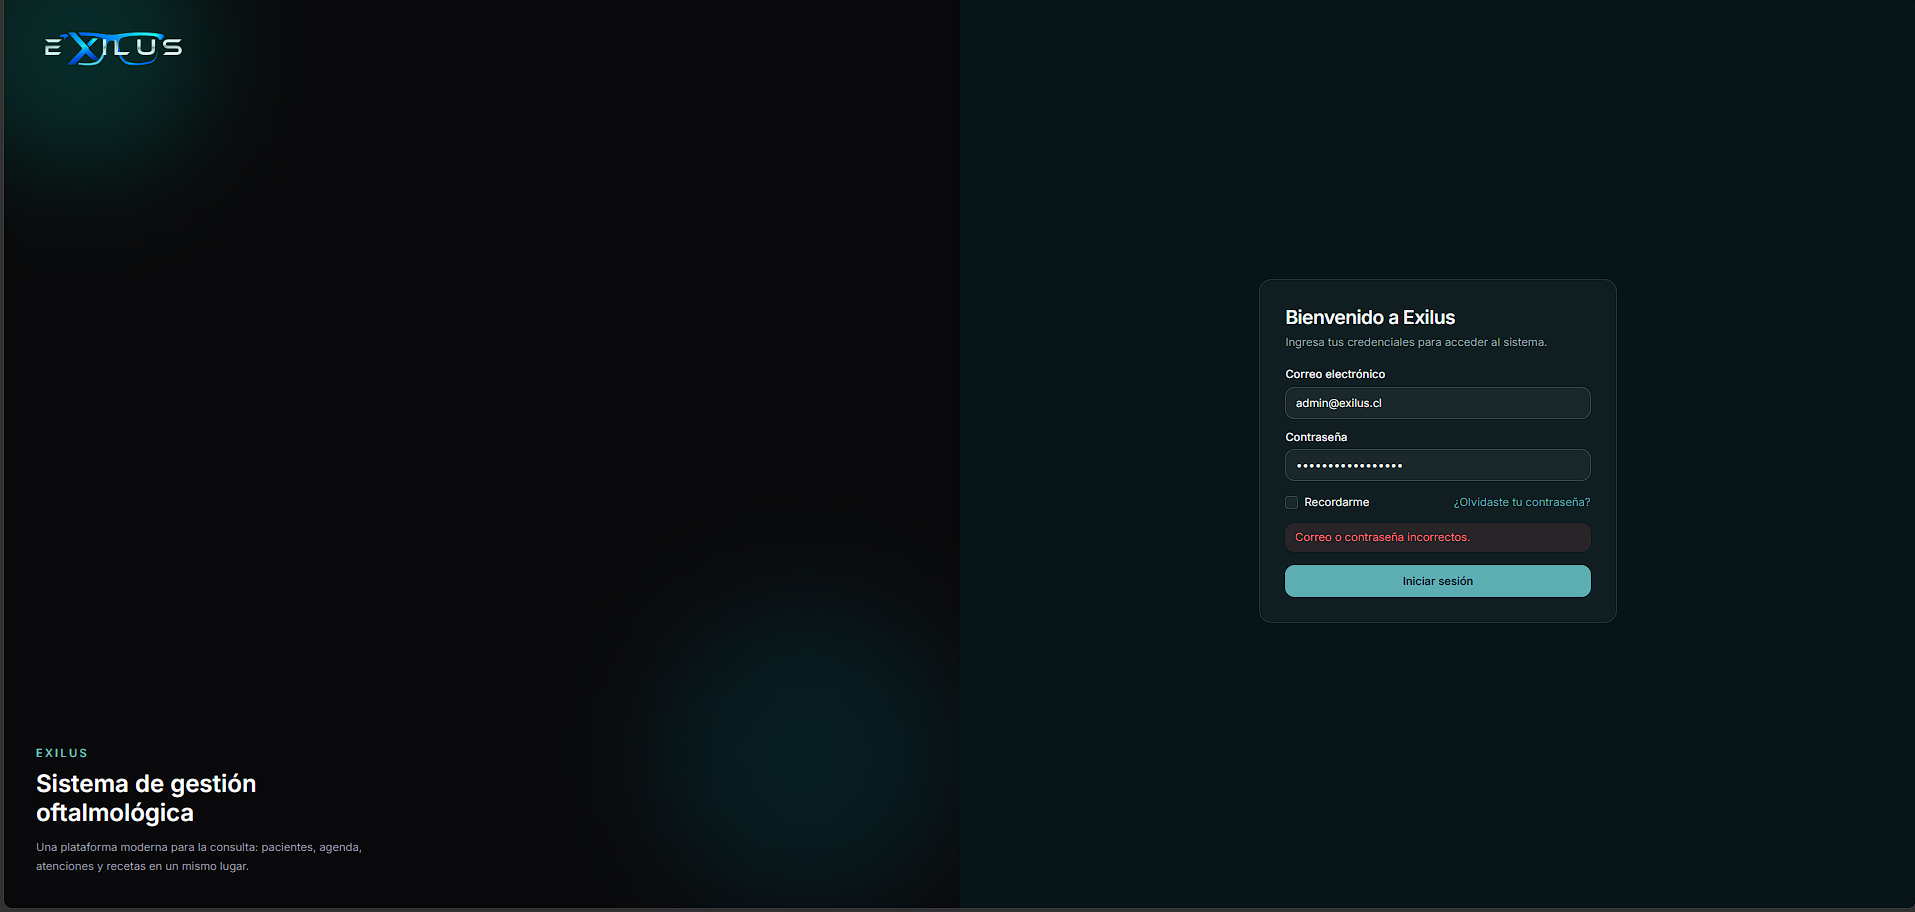 EXILUS
EXILUS
Sistema de gestión
oftalmológica
Una plataforma moderna para la consulta: pacientes, agenda,
atenciones y recetas en un mismo lugar.
Bienvenido a Exilus
Ingresa tus credenciales para acceder al sistema.
Correo electrónico
admin@exilus.cl
Contraseña
•••••••••••••••••
Recordarme
¿Olvidaste tu contraseña?
Correo o contraseña incorrectos.
Iniciar sesión